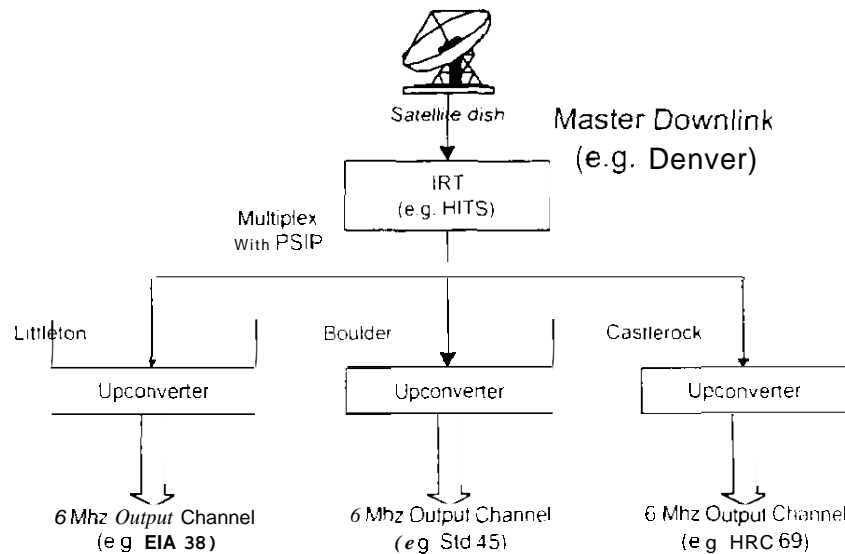 Satellite dish
Master Downlink
(e.g. Denver)
IRT
(e.g. HITS)
Multiplex
With PSIP
Littleton
Boulder
Castlerock
Upconverter
Upconverter
Upconverter
6 Mhz Output Channel
(e g EIA 38)
6 Mhz Output Channel
(e g Std 45)
6 Mhz Output Channel
(e g HRC 69)